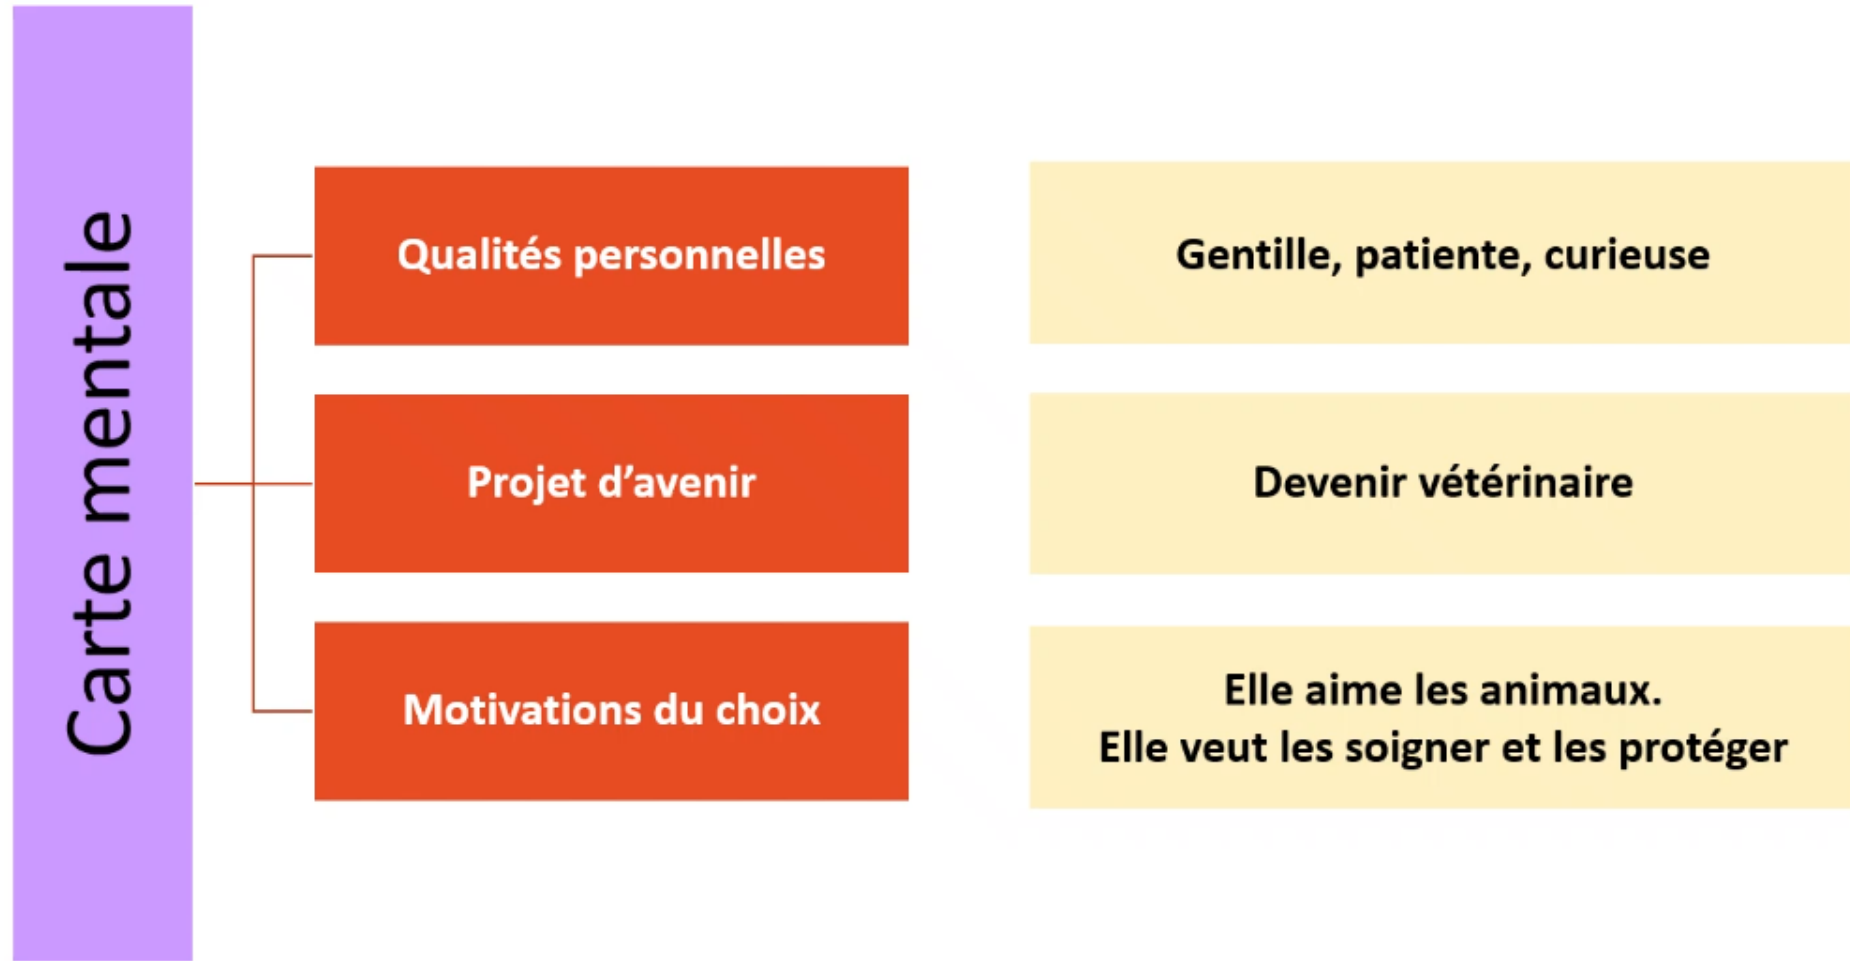 Carte mentale
Qualités personnelles
Gentille, patiente, curieuse
Projet d’avenir
Devenir vétérinaire
Motivations du choix
Elle aime les animaux.
Elle veut les soigner et les protéger